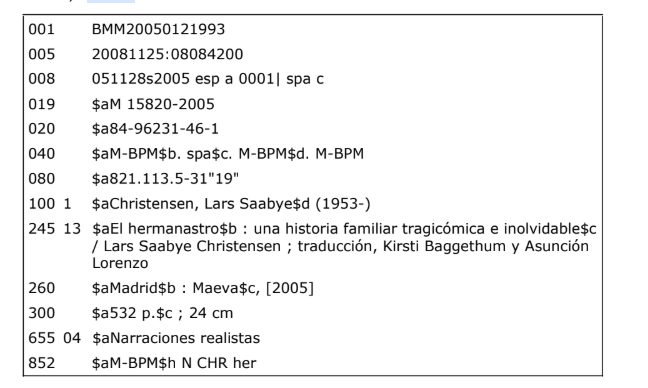 001 BMM20050121993
005 20081125:08084200
008 051128s2005 esp a 0001| spa c
019 $aM 15820-2005
020 $a84-96231-46-1
040 $aM-BPM$b. spa$c. M-BPM$d. M-BPM
080 $a821.113.5-31"19"
100 1 $aChristensen, Lars Saabye$d (1953-)
245 13 $aEl hermanastro$b : una historia familiar tragicómica e inolvidable$c
/ Lars Saabye Christensen ; traducción, Kirsti Baggethum y Asunción
Lorenzo
260 $aMadrid$b : Maeva$c, [2005]
300 $a532 p.$c ; 24 cm
655 04 $aNarraciones realistas
852 $aM-BPM$h N CHR her